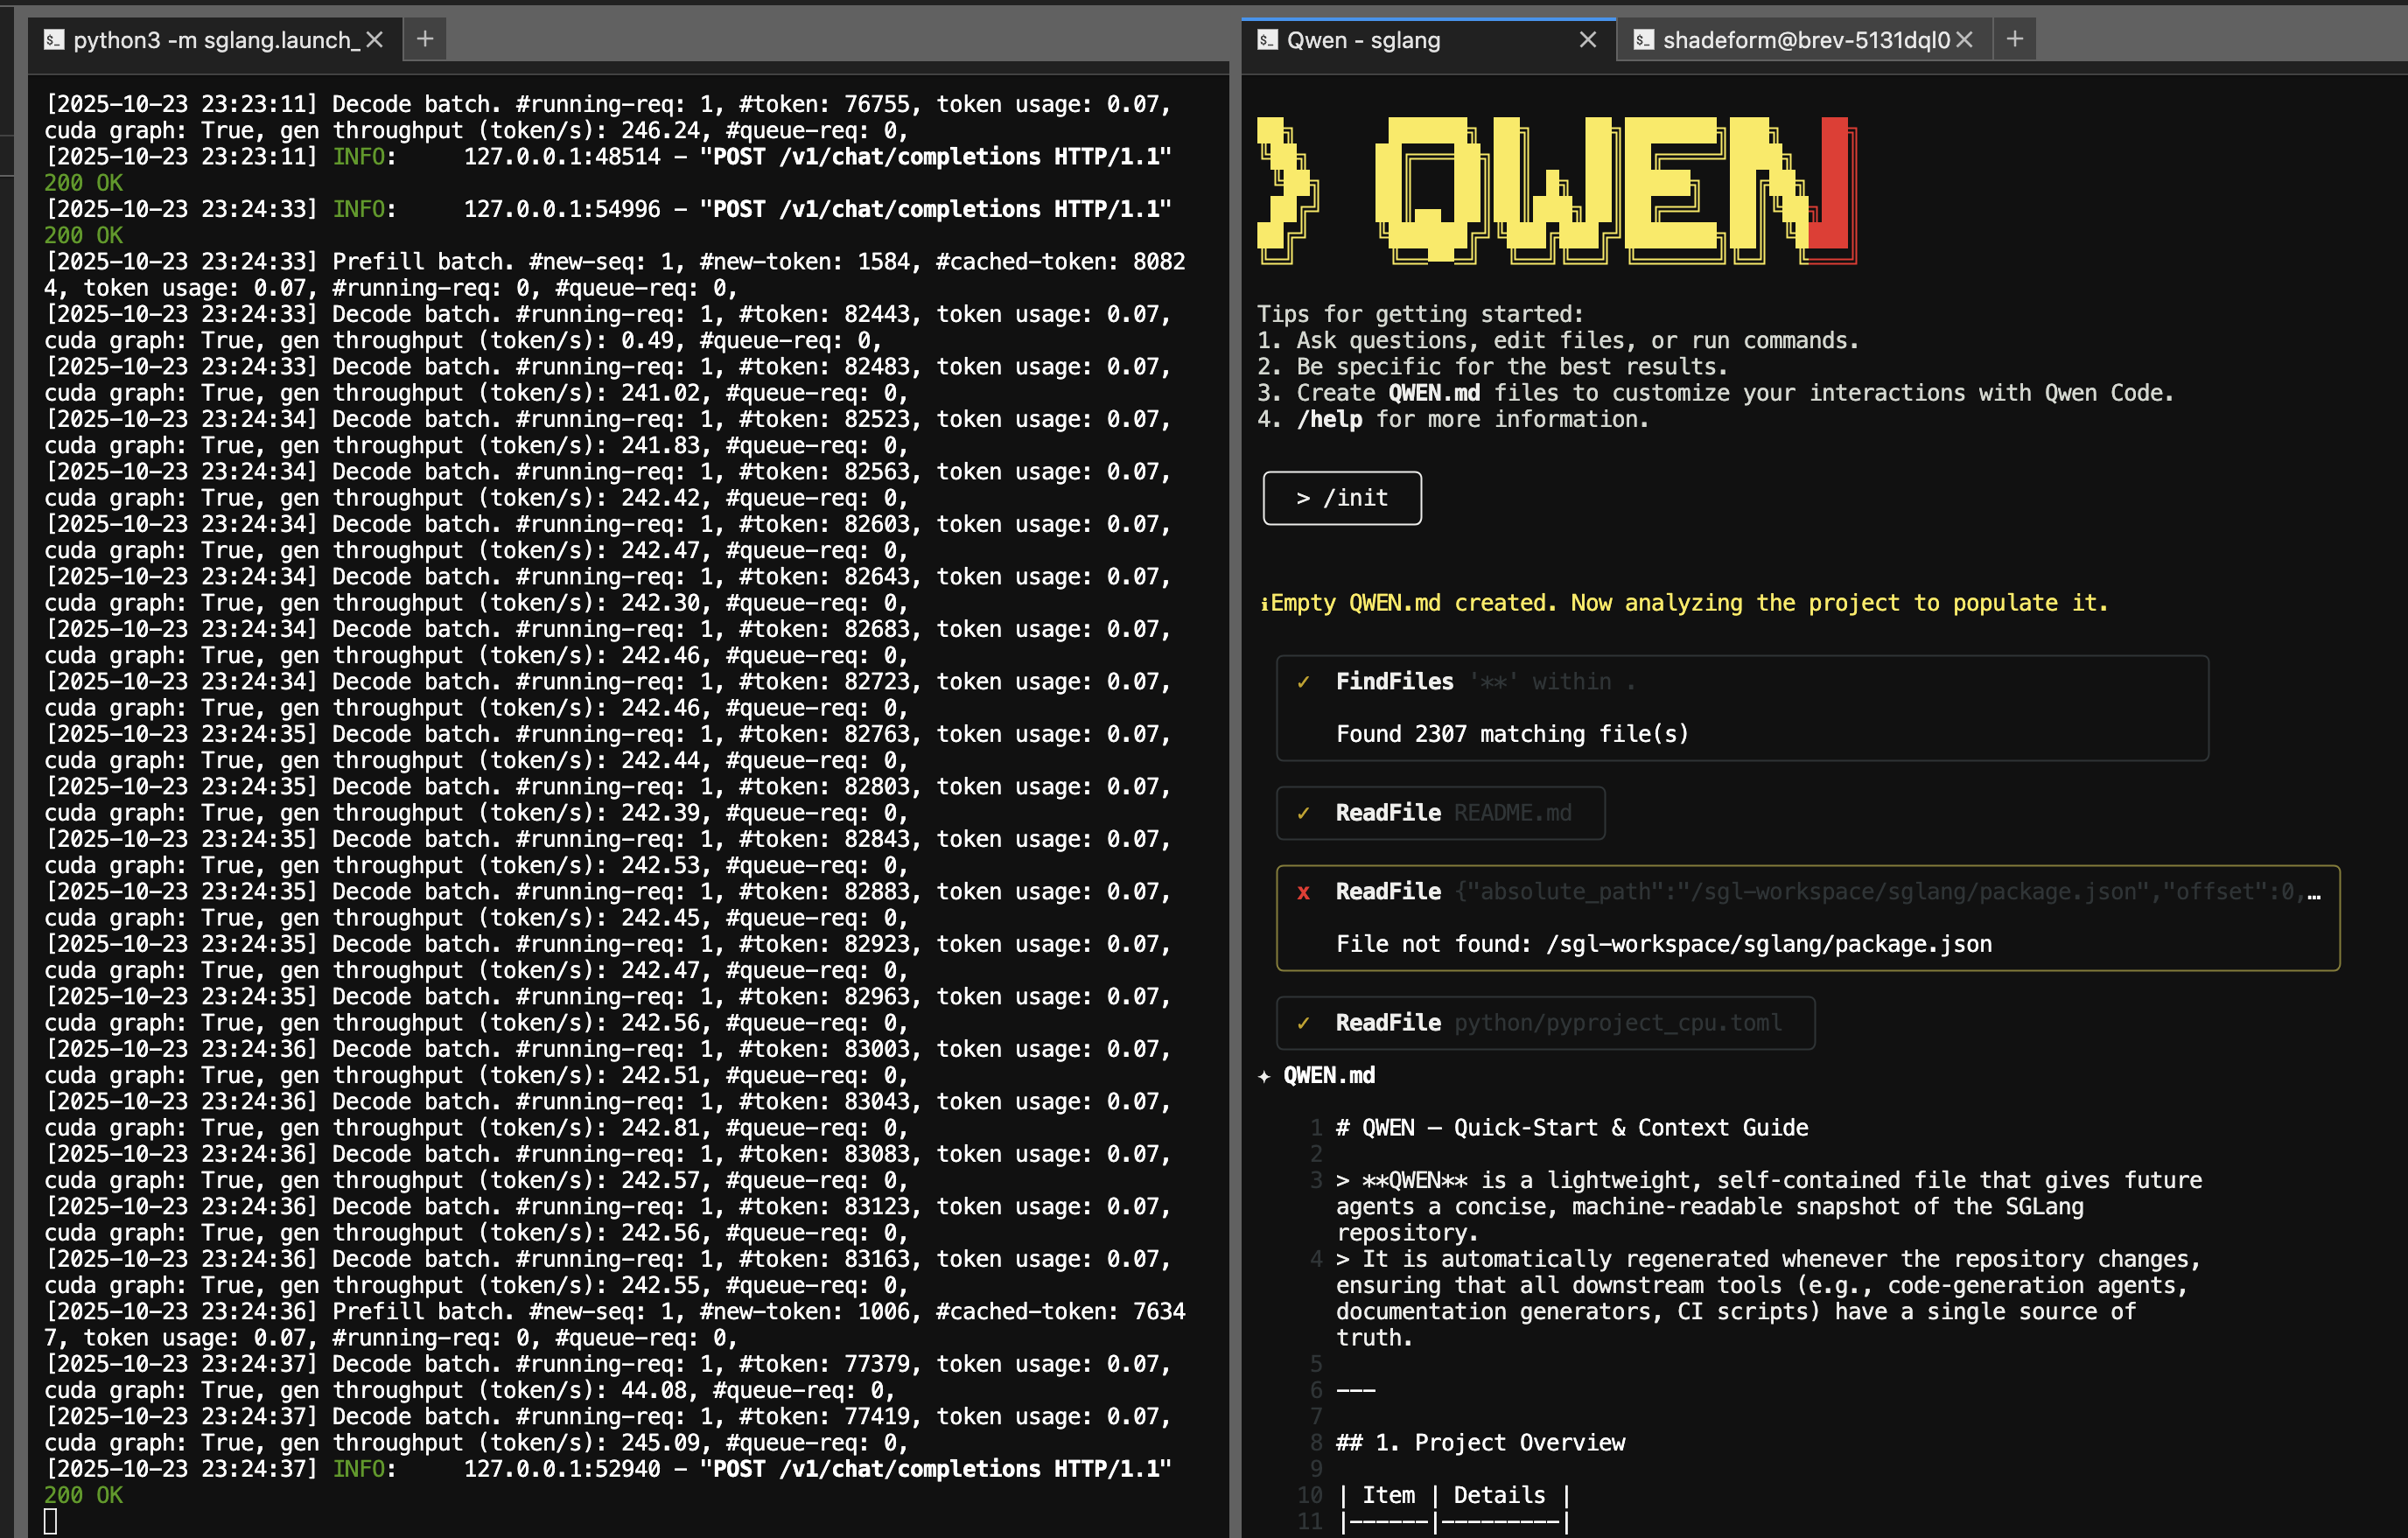 python3 -m sglang.launch_
[2025-10-23 23:23:11] Decode batch. #running-req: 1, #token: 76755, token usage: 0.07,
cuda graph: True, gen throughput (token/s): 246.24, #queue-req: 0,
[2025-10-23 23:23:11] INFO:     127.0.0.1:48514 - "POST /v1/chat/completions HTTP/1.1"
200 OK
[2025-10-23 23:24:33] INFO:     127.0.0.1:54996 - "POST /v1/chat/completions HTTP/1.1"
200 OK
[2025-10-23 23:24:33] Prefill batch. #new-seq: 1, #new-token: 1584, #cached-token: 8082
4, token usage: 0.07, #running-req: 0, #queue-req: 0,
[2025-10-23 23:24:33] Decode batch. #running-req: 1, #token: 82443, token usage: 0.07,
cuda graph: True, gen throughput (token/s): 0.49, #queue-req: 0,
[2025-10-23 23:24:33] Decode batch. #running-req: 1, #token: 82483, token usage: 0.07,
cuda graph: True, gen throughput (token/s): 241.02, #queue-req: 0,
[2025-10-23 23:24:34] Decode batch. #running-req: 1, #token: 82523, token usage: 0.07,
cuda graph: True, gen throughput (token/s): 241.83, #queue-req: 0,
[2025-10-23 23:24:34] Decode batch. #running-req: 1, #token: 82563, token usage: 0.07,
cuda graph: True, gen throughput (token/s): 242.42, #queue-req: 0,
[2025-10-23 23:24:34] Decode batch. #running-req: 1, #token: 82603, token usage: 0.07,
cuda graph: True, gen throughput (token/s): 242.47, #queue-req: 0,
[2025-10-23 23:24:34] Decode batch. #running-req: 1, #token: 82643, token usage: 0.07,
cuda graph: True, gen throughput (token/s): 242.30, #queue-req: 0,
[2025-10-23 23:24:34] Decode batch. #running-req: 1, #token: 82683, token usage: 0.07,
cuda graph: True, gen throughput (token/s): 242.46, #queue-req: 0,
[2025-10-23 23:24:34] Decode batch. #running-req: 1, #token: 82723, token usage: 0.07,
cuda graph: True, gen throughput (token/s): 242.46, #queue-req: 0,
[2025-10-23 23:24:35] Decode batch. #running-req: 1, #token: 82763, token usage: 0.07,
cuda graph: True, gen throughput (token/s): 242.44, #queue-req: 0,
[2025-10-23 23:24:35] Decode batch. #running-req: 1, #token: 82803, token usage: 0.07,
cuda graph: True, gen throughput (token/s): 242.39, #queue-req: 0,
[2025-10-23 23:24:35] Decode batch. #running-req: 1, #token: 82843, token usage: 0.07,
cuda graph: True, gen throughput (token/s): 242.53, #queue-req: 0,
[2025-10-23 23:24:35] Decode batch. #running-req: 1, #token: 82883, token usage: 0.07,
cuda graph: True, gen throughput (token/s): 242.45, #queue-req: 0,
[2025-10-23 23:24:35] Decode batch. #running-req: 1, #token: 82923, token usage: 0.07,
cuda graph: True, gen throughput (token/s): 242.47, #queue-req: 0,
[2025-10-23 23:24:35] Decode batch. #running-req: 1, #token: 82963, token usage: 0.07,
cuda graph: True, gen throughput (token/s): 242.56, #queue-req: 0,
[2025-10-23 23:24:36] Decode batch. #running-req: 1, #token: 83003, token usage: 0.07,
cuda graph: True, gen throughput (token/s): 242.51, #queue-req: 0,
[2025-10-23 23:24:36] Decode batch. #running-req: 1, #token: 83043, token usage: 0.07,
cuda graph: True, gen throughput (token/s): 242.81, #queue-req: 0,
[2025-10-23 23:24:36] Decode batch. #running-req: 1, #token: 83083, token usage: 0.07,
cuda graph: True, gen throughput (token/s): 242.57, #queue-req: 0,
[2025-10-23 23:24:36] Decode batch. #running-req: 1, #token: 83123, token usage: 0.07,
cuda graph: True, gen throughput (token/s): 242.56, #queue-req: 0,
[2025-10-23 23:24:36] Decode batch. #running-req: 1, #token: 83163, token usage: 0.07,
cuda graph: True, gen throughput (token/s): 242.55, #queue-req: 0,
[2025-10-23 23:24:36] Prefill batch. #new-seq: 1, #new-token: 1006, #cached-token: 7634
7, token usage: 0.07, #running-req: 0, #queue-req: 0,
[2025-10-23 23:24:37] Decode batch. #running-req: 1, #token: 77379, token usage: 0.07,
cuda graph: True, gen throughput (token/s): 44.08, #queue-req: 0,
[2025-10-23 23:24:37] Decode batch. #running-req: 1, #token: 77419, token usage: 0.07,
cuda graph: True, gen throughput (token/s): 245.09, #queue-req: 0,
[2025-10-23 23:24:37] INFO:     127.0.0.1:52940 - "POST /v1/chat/completions HTTP/1.1"
200 OK
Qwen - sglang
shadeform@brev-5131dql0
> QWEN
Tips for getting started:
1. Ask questions, edit files, or run commands.
2. Be specific for the best results.
3. Create QWEN.md files to customize your interactions with Qwen Code.
4. /help for more information.
> /init
ℹEmpty QWEN.md created. Now analyzing the project to populate it.
✓ FindFiles '**' within .
Found 2307 matching file(s)
✓ ReadFile README.md
x ReadFile {"absolute_path":"/sgl-workspace/sglang/package.json","offset":0,…
File not found: /sgl-workspace/sglang/package.json
✓ ReadFile python/pyproject_cpu.toml
✦ QWEN.md
1 # QWEN – Quick‑Start & Context Guide
2
3 > **QWEN** is a lightweight, self‑contained file that gives future
agents a concise, machine‑readable snapshot of the SGLang
repository.
4 > It is automatically regenerated whenever the repository changes,
ensuring that all downstream tools (e.g., code‑generation agents,
documentation generators, CI scripts) have a single source of
truth.
5
6 ---
7
8 ## 1. Project Overview
9
10 | Item | Details |
11 |------|---------|